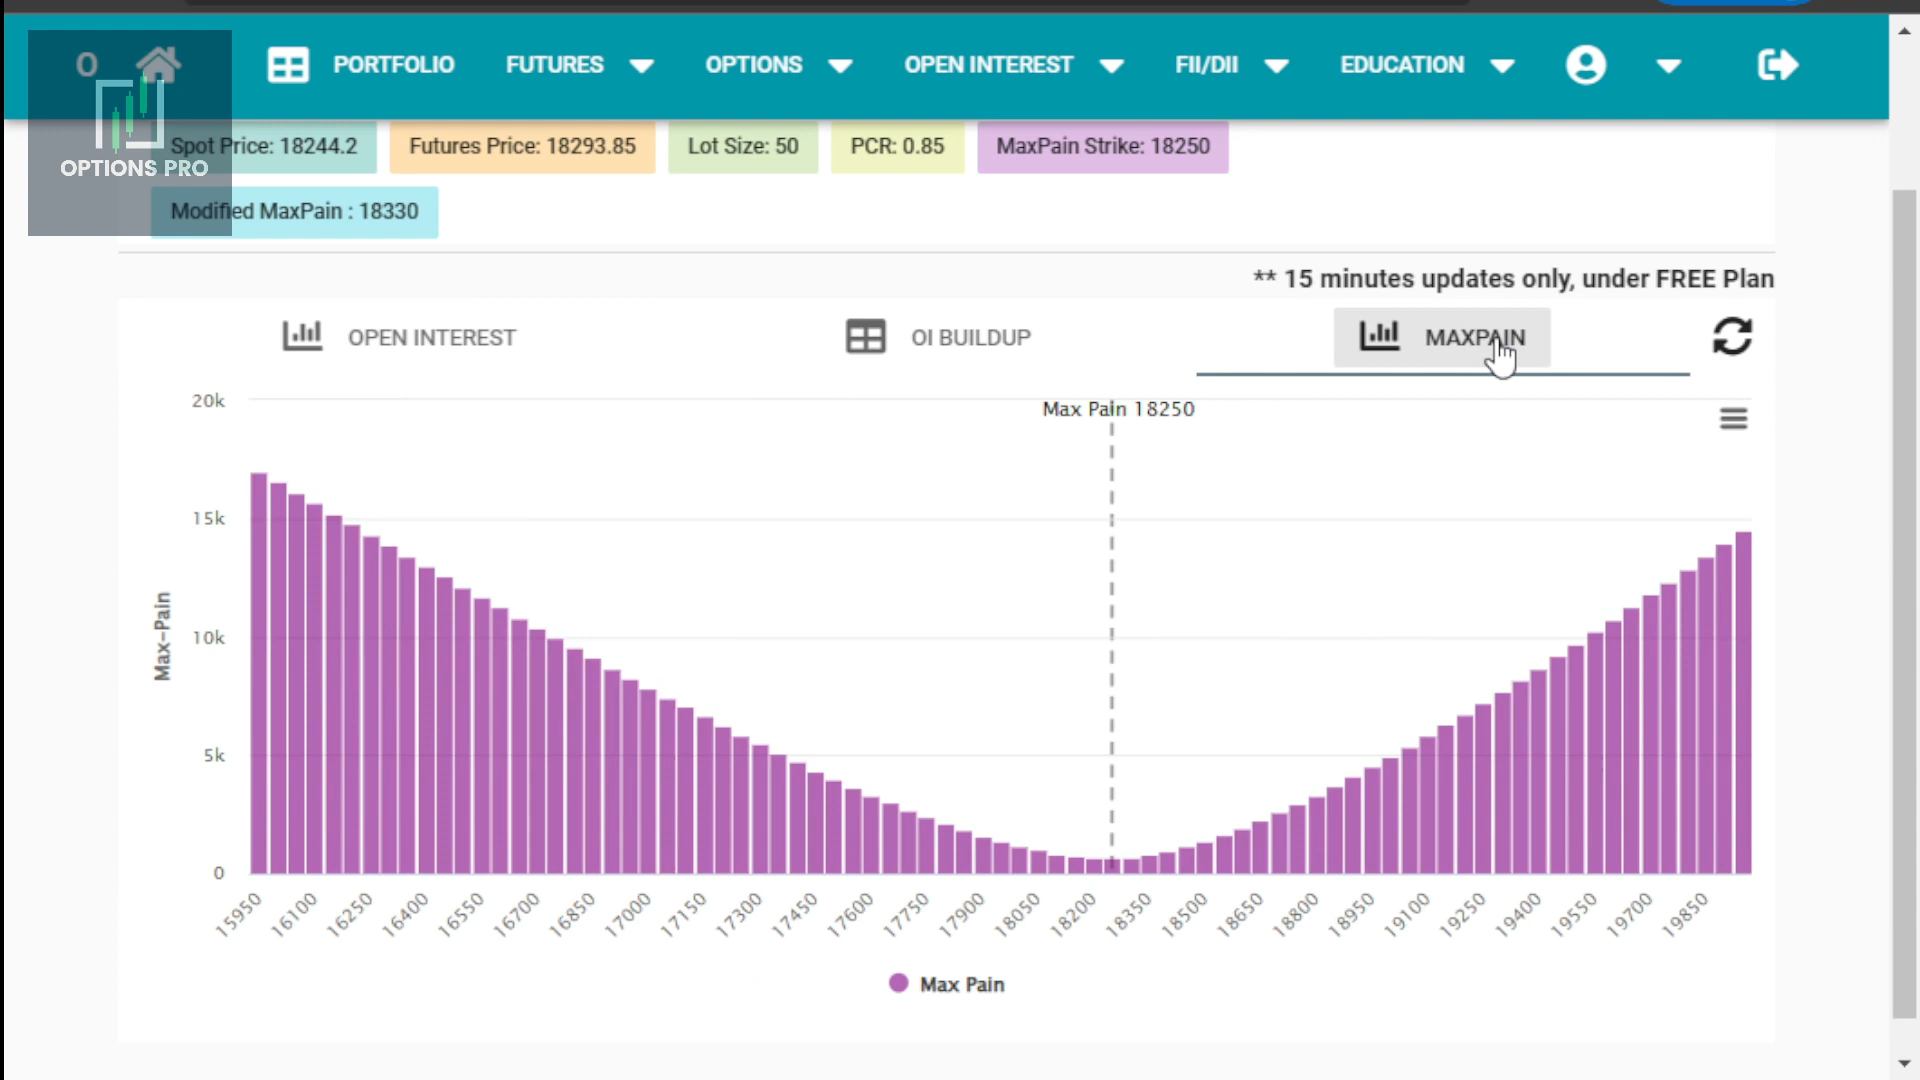 O PORTFOLIO FUTURES OPTIONS OPEN INTEREST FII/DII EDUCATION
OPTIONS PRO
Spot Price: 18244.2 Futures Price: 18293.85 Lot Size: 50 PCR: 0.85 MaxPain Strike: 18250
Modified MaxPain : 18330
** 15 minutes updates only, under FREE Plan
OPEN INTEREST OI BUILDUP MAXPAIN
Max Pain 18250
20k
15k
10k
5k
0
Max-Pain
15950 16100 16250 16400 16550 16700 16850 17000 17150 17300 17450 17600 17750 17900 18050 18200 18350 18500 18650 18800 18950 19100 19250 19400 19550 19700 19850
Max Pain